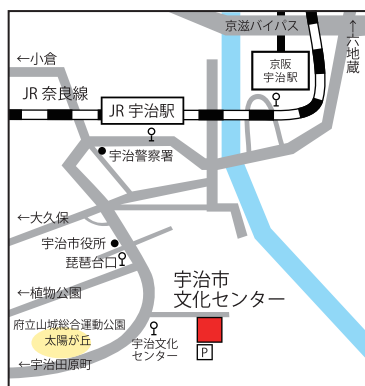 京滋バイパス
←六地蔵
←小倉
京阪
宇治駅
JR 奈良線
JR 宇治駅
宇治警察署
←大久保
宇治市役所
琵琶台口
宇治市
文化センター
←植物公園
府立山城総合運動公園
太陽が丘
宇治文化
センター
P
←宇治田原町